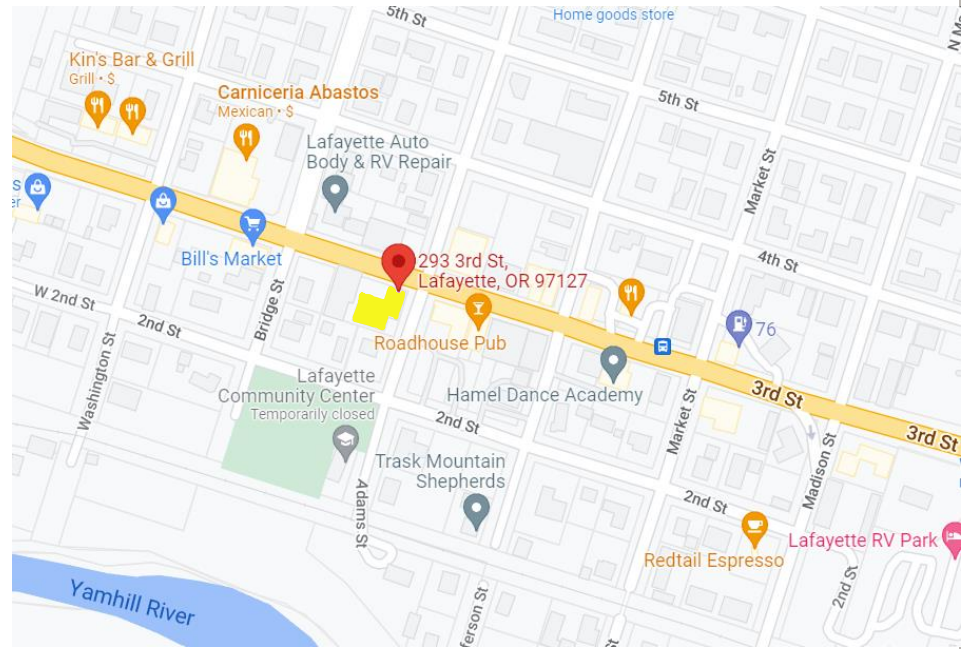 5th St
Home goods store
N M
Kin's Bar & Grill
Grill • $
Carniceria Abastos
Mexican • $
5th St
Lafayette Auto
Body & RV Repair
Market St
s
er
Bill's Market
293 3rd St,
Lafayette, OR 97127
4th St
W 2nd St
2nd St
Bridge St
Roadhouse Pub
76
Washington St
Lafayette
Community Center
Temporarily closed
Hamel Dance Academy
3rd St
3rd St
2nd St
Market St
Madison St
Trask Mountain
Shepherds
Adams St
2nd St
Redtail Espresso
Lafayette RV Park
Yamhill River
2nd St
fferson St